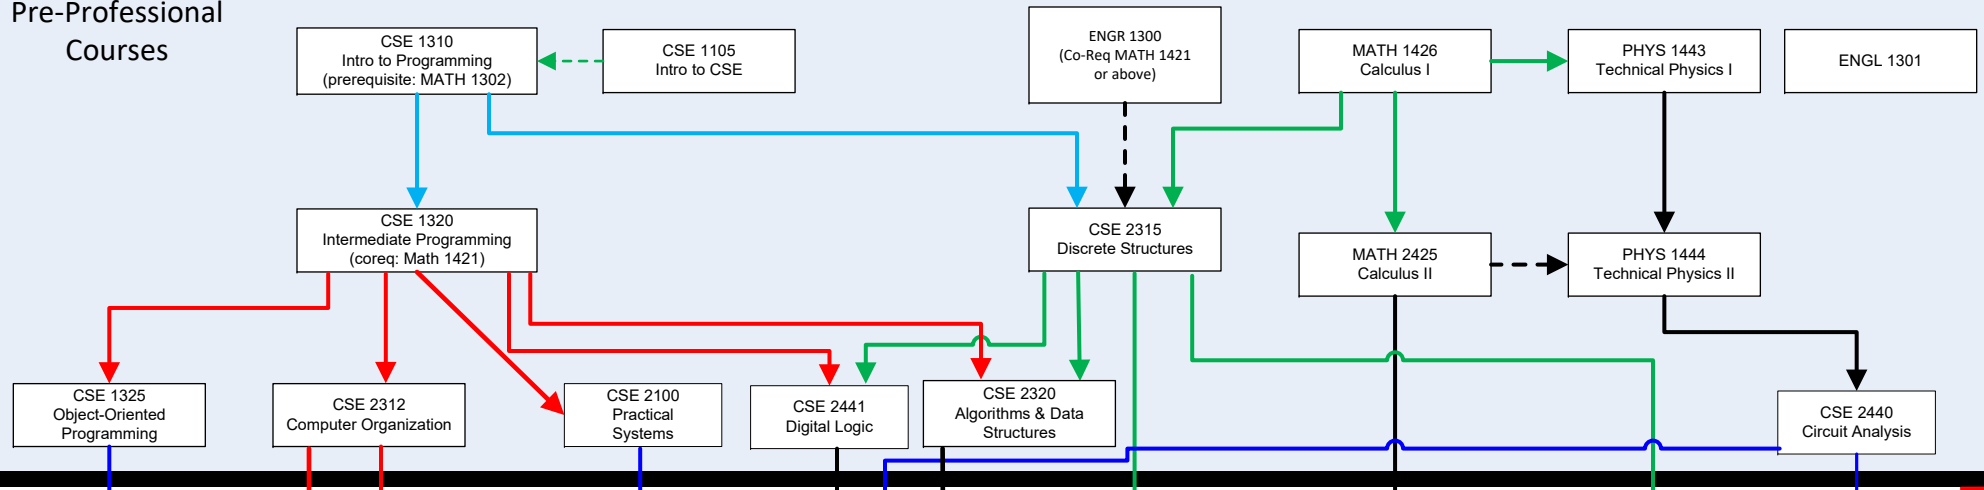 Pre-Professional
Courses
CSE 1310
Intro to Programming
(prerequisite: MATH 1302)
CSE 1105
Intro to CSE
ENGR 1300
(Co-Req MATH 1421
or above)
MATH 1426
Calculus I
PHYS 1443
Technical Physics I
ENGL 1301
CSE 1320
Intermediate Programming
(coreq: Math 1421)
CSE 2315
Discrete Structures
MATH 2425
Calculus II
PHYS 1444
Technical Physics II
CSE 1325
Object-Oriented
Programming
CSE 2312
Computer Organization
CSE 2100
Practical
Systems
CSE 2441
Digital Logic
CSE 2320
Algorithms & Data
Structures
CSE 2440
Circuit Analysis